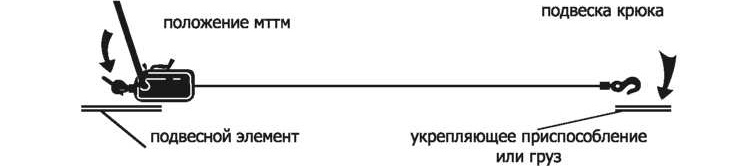 подвеска крюка
положение мттм
подвесной элемент
укрепляющее приспособление
или груз